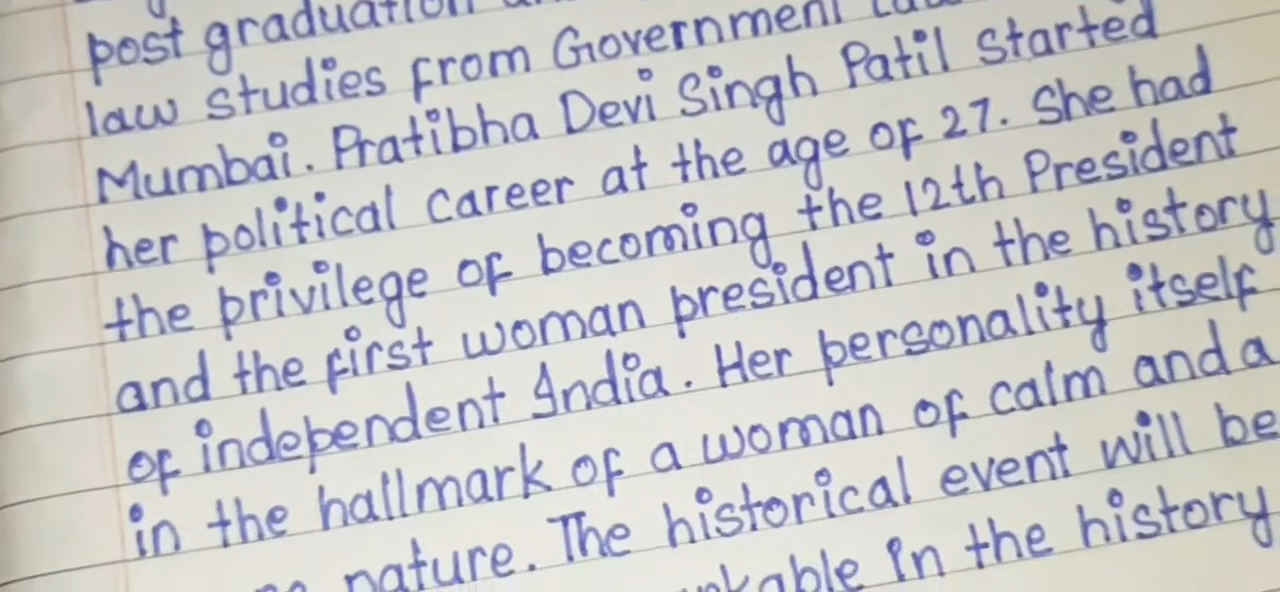 post graduation
law studies from Government
Mumbai. Pratibha Devi Singh Patil started
her political career at the age of 27. She had
the privilege of becoming the 12th President
and the first woman president in the history
of independent India. Her personality itself
in the hallmark of a woman of calm and a
nature. The historical event will be
in the history